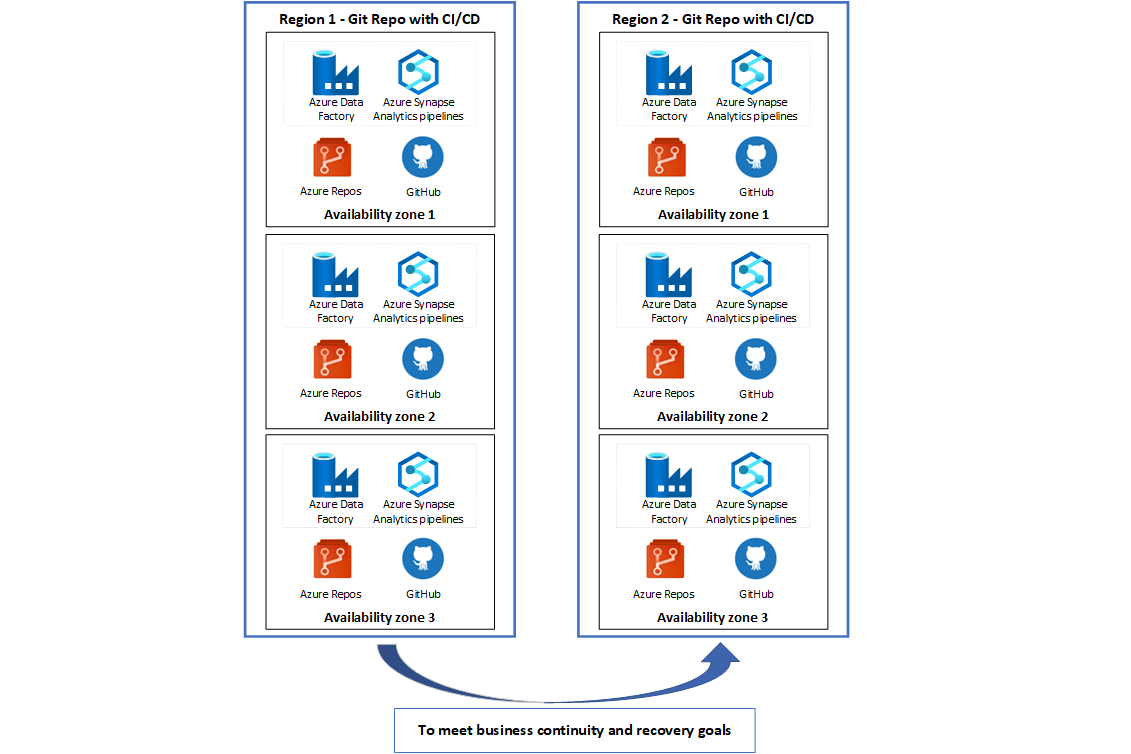 Region 1 - Git Repo with CI/CD
Azure Data
Factory
Azure Synapse
Analytics pipelines
Azure Repos
GitHub
Availability zone 1
Azure Data
Factory
Azure Synapse
Analytics pipelines
Azure Repos
GitHub
Availability zone 2
Azure Data
Factory
Azure Synapse
Analytics pipelines
Azure Repos
GitHub
Availability zone 3
Region 2 - Git Repo with CI/CD
Azure Data
Factory
Azure Synapse
Analytics pipelines
Azure Repos
GitHub
Availability zone 1
Azure Data
Factory
Azure Synapse
Analytics pipelines
Azure Repos
GitHub
Availability zone 2
Azure Data
Factory
Azure Synapse
Analytics pipelines
Azure Repos
GitHub
Availability zone 3
To meet business continuity and recovery goals